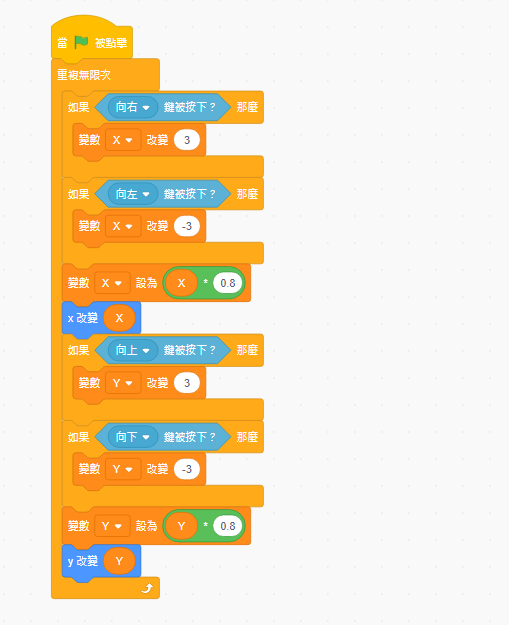 當 被點擊
重複無限次
如果 向右 鍵被按下？ 那麼
變數 X 改變 3
如果 向左 鍵被按下？ 那麼
變數 X 改變 -3
變數 X 設為 X * 0.8
x 改變 X
如果 向上 鍵被按下？ 那麼
變數 Y 改變 3
如果 向下 鍵被按下？ 那麼
變數 Y 改變 -3
變數 Y 設為 Y * 0.8
y 改變 Y